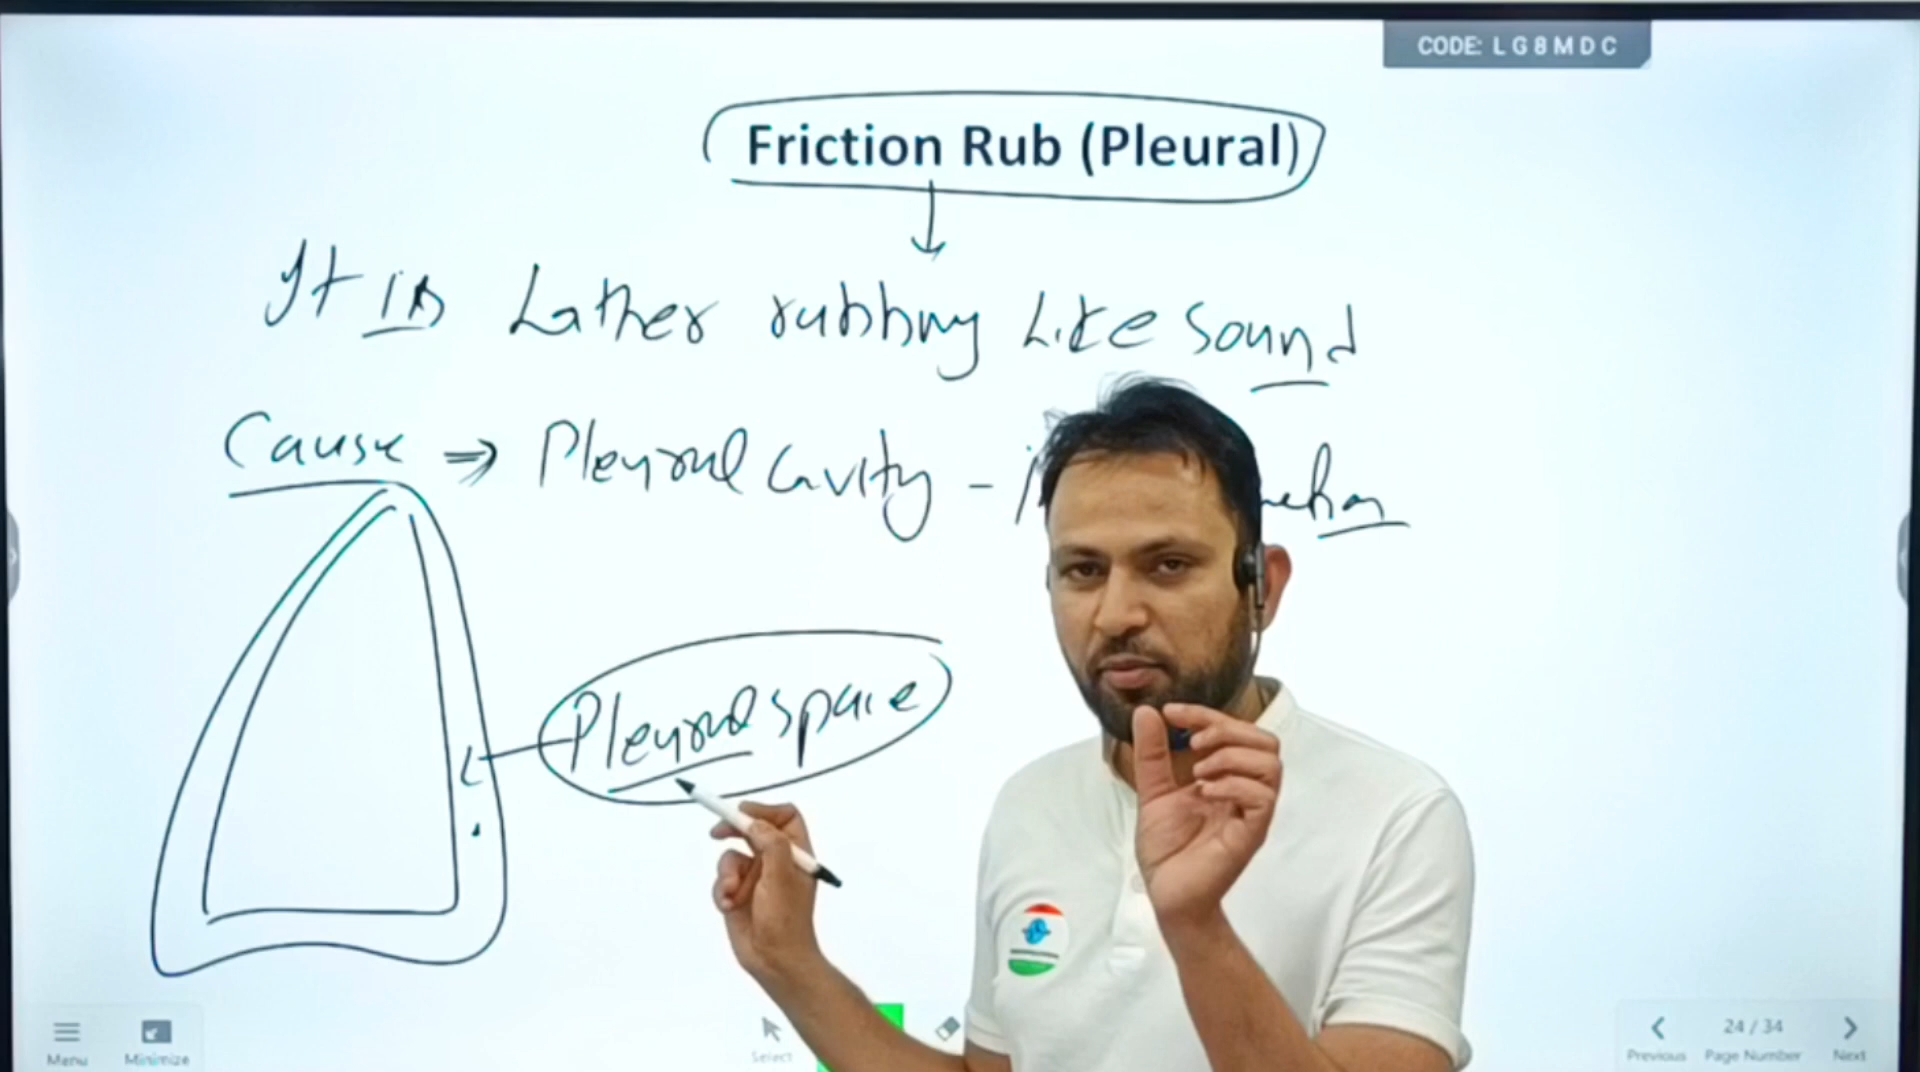 CODE: L G 8 M D C
Friction Rub (Pleural)
It is Lather rubbing Like Sound
Cause ⇒ Pleural Cavity -
Pleural space
Menu
Minimize
Select
24 / 34
Previous Page Number Next